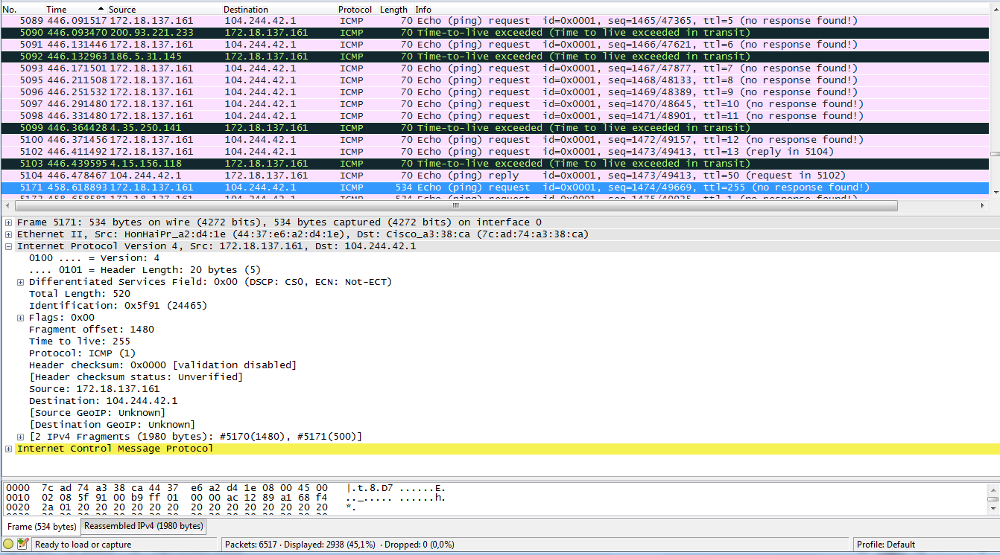 No. Time Source Destination Protocol Length Info
5089 446.091517 172.18.137.161 104.244.42.1 ICMP 70 Echo (ping) request id=0x0001, seq=1465/47365, ttl=5 (no response found!)
5090 446.093470 200.93.221.233 172.18.137.161 ICMP 70 Time-to-live exceeded (Time to live exceeded in transit)
5091 446.131446 172.18.137.161 104.244.42.1 ICMP 70 Echo (ping) request id=0x0001, seq=1466/47621, ttl=6 (no response found!)
5092 446.132963 186.5.31.145 172.18.137.161 ICMP 70 Time-to-live exceeded (Time to live exceeded in transit)
5093 446.171501 172.18.137.161 104.244.42.1 ICMP 70 Echo (ping) request id=0x0001, seq=1467/47877, ttl=7 (no response found!)
5095 446.211508 172.18.137.161 104.244.42.1 ICMP 70 Echo (ping) request id=0x0001, seq=1468/48133, ttl=8 (no response found!)
5096 446.251532 172.18.137.161 104.244.42.1 ICMP 70 Echo (ping) request id=0x0001, seq=1469/48389, ttl=9 (no response found!)
5097 446.291480 172.18.137.161 104.244.42.1 ICMP 70 Echo (ping) request id=0x0001, seq=1470/48645, ttl=10 (no response found!)
5098 446.331480 172.18.137.161 104.244.42.1 ICMP 70 Echo (ping) request id=0x0001, seq=1471/48901, ttl=11 (no response found!)
5099 446.364428 4.35.250.141 172.18.137.161 ICMP 70 Time-to-live exceeded (Time to live exceeded in transit)
5100 446.371456 172.18.137.161 104.244.42.1 ICMP 70 Echo (ping) request id=0x0001, seq=1472/49157, ttl=12 (no response found!)
5102 446.411492 172.18.137.161 104.244.42.1 ICMP 70 Echo (ping) request id=0x0001, seq=1473/49413, ttl=13 (reply in 5104)
5103 446.439595 4.15.156.118 172.18.137.161 ICMP 70 Time-to-live exceeded (Time to live exceeded in transit)
5104 446.478467 104.244.42.1 172.18.137.161 ICMP 70 Echo (ping) reply id=0x0001, seq=1473/49413, ttl=50 (request in 5102)
5171 458.618893 172.18.137.161 104.244.42.1 ICMP 534 Echo (ping) request id=0x0001, seq=1474/49669, ttl=255 (no response found!)
Frame 5171: 534 bytes on wire (4272 bits), 534 bytes captured (4272 bits) on interface 0
Ethernet II, Src: HonHaiPr_a2:d4:1e (44:37:e6:a2:d4:1e), Dst: Cisco_a3:38:ca (7c:ad:74:a3:38:ca)
Internet Protocol Version 4, Src: 172.18.137.161, Dst: 104.244.42.1
0100 .... = Version: 4
.... 0101 = Header Length: 20 bytes (5)
Differentiated Services Field: 0x00 (DSCP: CS0, ECN: Not-ECT)
Total Length: 520
Identification: 0x5f91 (24465)
Flags: 0x00
Fragment offset: 1480
Time to live: 255
Protocol: ICMP (1)
Header checksum: 0x0000 [validation disabled]
[Header checksum status: Unverified]
Source: 172.18.137.161
Destination: 104.244.42.1
[Source GeoIP: Unknown]
[Destination GeoIP: Unknown]
[2 IPv4 Fragments (1980 bytes): #5170(1480), #5171(500)]
Internet Control Message Protocol
0000 7c ad 74 a3 38 ca 44 37 e6 a2 d4 1e 08 00 45 00 |.t.8.D7 ......E.
0010 02 08 5f 91 00 b9 ff 01 00 00 ac 12 89 a1 68 f4 .._..... ......h.
0020 2a 01 20 20 20 20 20 20 20 20 20 20 20 20 20 20 *.
Frame (534 bytes) Reassembled IPv4 (1980 bytes)
Ready to load or capture Packets: 6517 · Displayed: 2938 (45,1%) · Dropped: 0 (0,0%) Profile: Default